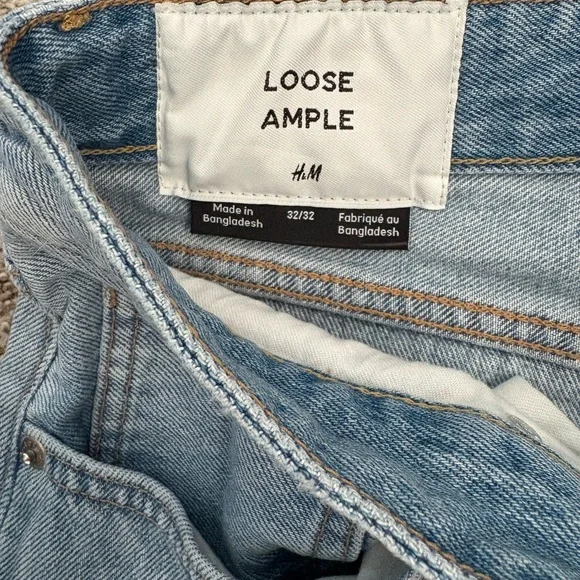 LOOSE
AMPLE
H&M
Made in
Bangladesh
32/32
Fabriqué au
Bangladesh